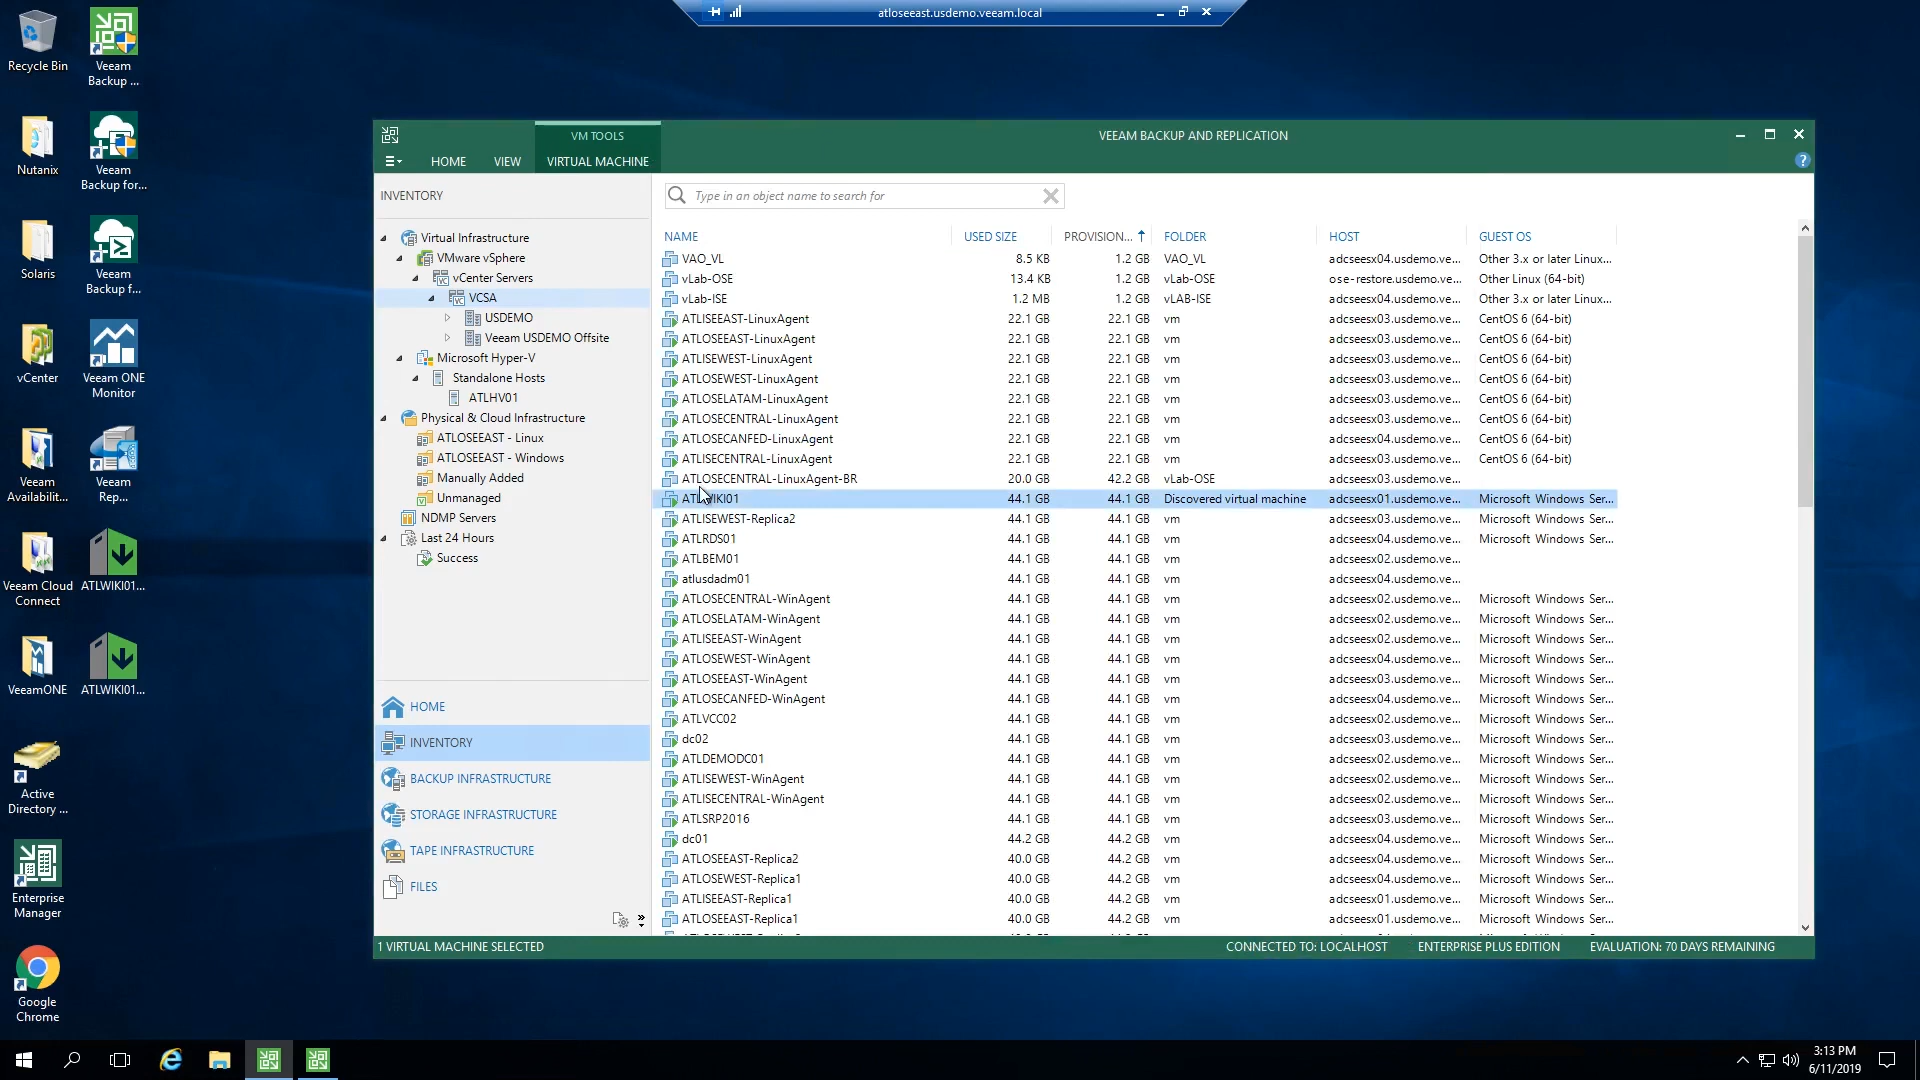 atloseeast.usdemo.veeam.local
Recycle Bin
Veeam
Backup ...
Nutanix
Veeam
Backup for...
Solaris
Veeam
Backup f...
vCenter
Veeam ONE
Monitor
Veeam
Availabilit...
Veeam
Rep...
Veeam Cloud
Connect
ATLWIKI01...
VeeamONE
ATLWIKI01...
Active
Directory ...
Enterprise
Manager
Google
Chrome
VM TOOLS
VEEAM BACKUP AND REPLICATION
HOME VIEW VIRTUAL MACHINE
?
INVENTORY
Type in an object name to search for
Virtual Infrastructure
VMware vSphere
vCenter Servers
VCSA
USDEMO
Veeam USDEMO Offsite
Microsoft Hyper-V
Standalone Hosts
ATLHV01
Physical & Cloud Infrastructure
ATLOSEEAST - Linux
ATLOSEEAST - Windows
Manually Added
Unmanaged
NDMP Servers
Last 24 Hours
Success
HOME
INVENTORY
BACKUP INFRASTRUCTURE
STORAGE INFRASTRUCTURE
TAPE INFRASTRUCTURE
FILES
NAME USED SIZE PROVISION... FOLDER HOST GUEST OS
VAO_VL 8.5 KB 1.2 GB VAO_VL adcseesx04.usdemo.ve... Other 3.x or later Linux...
vLab-OSE 13.4 KB 1.2 GB vLab-OSE ose-restore.usdemo.ve... Other Linux (64-bit)
vLab-ISE 1.2 MB 1.2 GB vLAB-ISE adcseesx04.usdemo.ve... Other 3.x or later Linux...
ATLISEEAST-LinuxAgent 22.1 GB 22.1 GB vm adcseesx03.usdemo.ve... CentOS 6 (64-bit)
ATLOSEEAST-LinuxAgent 22.1 GB 22.1 GB vm adcseesx03.usdemo.ve... CentOS 6 (64-bit)
ATLISEWEST-LinuxAgent 22.1 GB 22.1 GB vm adcseesx03.usdemo.ve... CentOS 6 (64-bit)
ATLOSEWEST-LinuxAgent 22.1 GB 22.1 GB vm adcseesx03.usdemo.ve... CentOS 6 (64-bit)
ATLOSELATAM-LinuxAgent 22.1 GB 22.1 GB vm adcseesx03.usdemo.ve... CentOS 6 (64-bit)
ATLOSECENTRAL-LinuxAgent 22.1 GB 22.1 GB vm adcseesx03.usdemo.ve... CentOS 6 (64-bit)
ATLOSECANFED-LinuxAgent 22.1 GB 22.1 GB vm adcseesx04.usdemo.ve... CentOS 6 (64-bit)
ATLISECENTRAL-LinuxAgent 22.1 GB 22.1 GB vm adcseesx03.usdemo.ve... CentOS 6 (64-bit)
ATLOSECENTRAL-LinuxAgent-BR 20.0 GB 42.2 GB vLab-OSE adcseesx03.usdemo.ve...
ATLWIKI01 44.1 GB 44.1 GB Discovered virtual machine adcseesx01.usdemo.ve... Microsoft Windows Ser...
ATLISEWEST-Replica2 44.1 GB 44.1 GB vm adcseesx03.usdemo.ve... Microsoft Windows Ser...
ATLRDS01 44.1 GB 44.1 GB vm adcseesx04.usdemo.ve... Microsoft Windows Ser...
ATLBEM01 44.1 GB 44.1 GB vm adcseesx02.usdemo.ve...
atlusdadm01 44.1 GB 44.1 GB vm adcseesx04.usdemo.ve...
ATLOSECENTRAL-WinAgent 44.1 GB 44.1 GB vm adcseesx02.usdemo.ve... Microsoft Windows Ser...
ATLOSELATAM-WinAgent 44.1 GB 44.1 GB vm adcseesx02.usdemo.ve... Microsoft Windows Ser...
ATLISEEAST-WinAgent 44.1 GB 44.1 GB vm adcseesx02.usdemo.ve... Microsoft Windows Ser...
ATLOSEWEST-WinAgent 44.1 GB 44.1 GB vm adcseesx04.usdemo.ve... Microsoft Windows Ser...
ATLOSEEAST-WinAgent 44.1 GB 44.1 GB vm adcseesx02.usdemo.ve... Microsoft Windows Ser...
ATLOSECANFED-WinAgent 44.1 GB 44.1 GB vm adcseesx04.usdemo.ve... Microsoft Windows Ser...
ATLVCC02 44.1 GB 44.1 GB vm adcseesx02.usdemo.ve... Microsoft Windows Ser...
dc02 44.1 GB 44.1 GB vm adcseesx03.usdemo.ve... Microsoft Windows Ser...
ATLDEMODC01 44.1 GB 44.1 GB vm adcseesx02.usdemo.ve... Microsoft Windows Ser...
ATLISEWEST-WinAgent 44.1 GB 44.1 GB vm adcseesx02.usdemo.ve... Microsoft Windows Ser...
ATLISECENTRAL-WinAgent 44.1 GB 44.1 GB vm adcseesx02.usdemo.ve... Microsoft Windows Ser...
ATLSRP2016 44.1 GB 44.1 GB vm adcseesx03.usdemo.ve... Microsoft Windows Ser...
dc01 44.2 GB 44.2 GB vm adcseesx04.usdemo.ve... Microsoft Windows Ser...
ATLOSEEAST-Replica2 40.0 GB 44.2 GB vm adcseesx04.usdemo.ve... Microsoft Windows Ser...
ATLOSEWEST-Replica1 40.0 GB 44.2 GB vm adcseesx04.usdemo.ve... Microsoft Windows Ser...
ATLISEEAST-Replica1 40.0 GB 44.2 GB vm adcseesx01.usdemo.ve... Microsoft Windows Ser...
ATLOSEEAST-Replica1 40.0 GB 44.2 GB vm adcseesx01.usdemo.ve... Microsoft Windows Ser...
1 VIRTUAL MACHINE SELECTED CONNECTED TO: LOCALHOST ENTERPRISE PLUS EDITION EVALUATION: 70 DAYS REMAINING
3:13 PM
6/11/2019